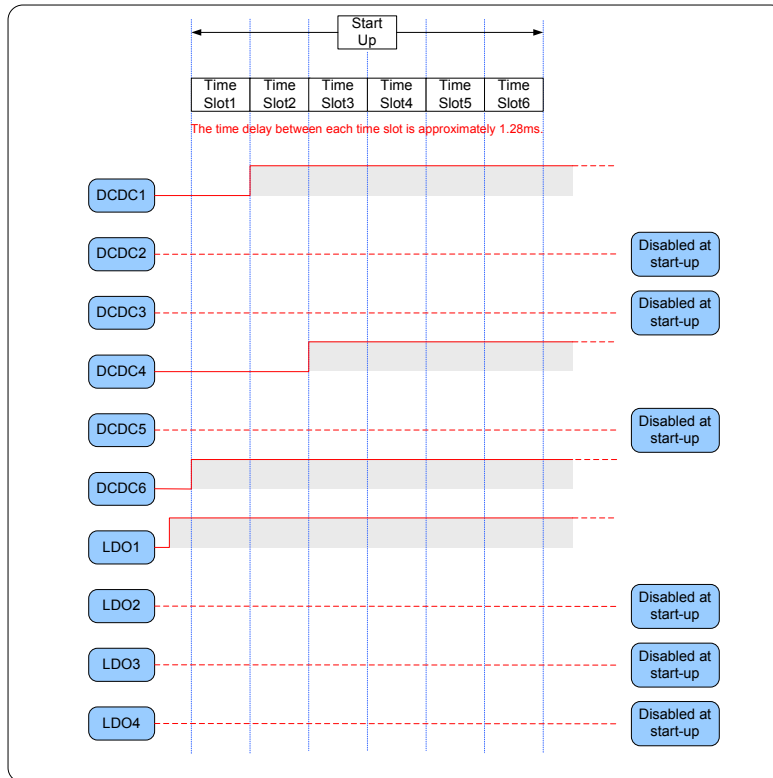 Start
Up
Time Slot1
Time Slot2
Time Slot3
Time Slot4
Time Slot5
Time Slot6
The time delay between each time slot is approximately 1.28ms.
DCDC1
DCDC2
Disabled at
start-up
DCDC3
Disabled at
start-up
DCDC4
DCDC5
Disabled at
start-up
DCDC6
LDO1
LDO2
Disabled at
start-up
LDO3
Disabled at
start-up
LDO4
Disabled at
start-up